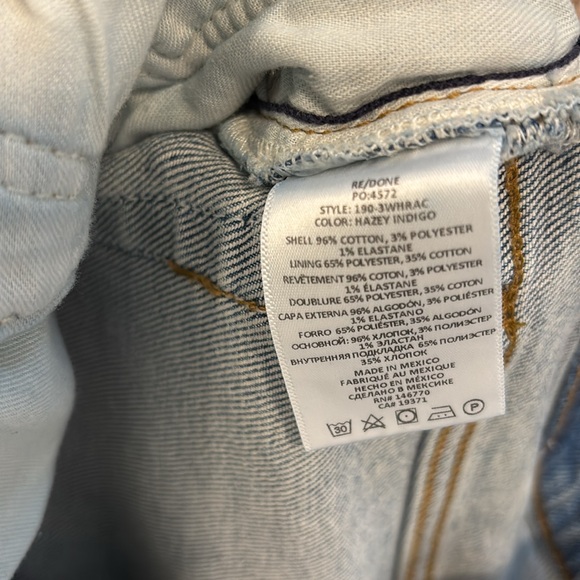 RE/DONE
PO:4572
STYLE: 190-3WHRAC
COLOR: HAZEY INDIGO
SHELL 96% COTTON, 3% POLYESTER
1% ELASTANE
LINING 65% POLYESTER, 35% COTTON
REVÊTEMENT 96% COTON, 3% POLYESTER
1% ELASTANE
DOUBLURE 65% POLYESTER, 35% COTON
CAPA EXTERNA 96% ALGODÓN, 3% POLIÉSTER
1% ELASTANO
FORRO 65% POLIÉSTER, 35% ALGODÓN
ОСНОВНОЙ: 96% ХЛОПОК, 3% ПОЛИЭСТЕР
1% ЭЛАСТАН
ВНУТРЕННЯЯ ПОДКЛАДКА 65% ПОЛИЭСТЕР
35% ХЛОПОК
MADE IN MEXICO
FABRIQUÉ AU MEXIQUE
HECHO EN MÉXICO
СДЕЛАНО В МЕКСИКЕ
RN# 146770
CA# 19371
30 P